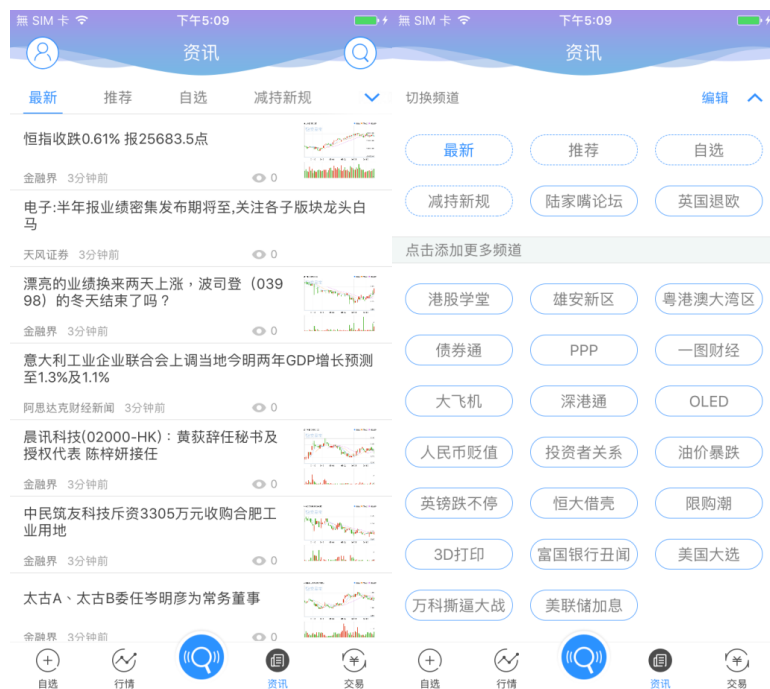 無 SIM 卡
下午5:09
资讯
最新 推荐 自选 减持新规
恒指收跌0.61% 报25683.5点
金融界 3分钟前 0
电子:半年报业绩密集发布期将至,关注各子版块龙头白
马
天风证券 3分钟前 0
漂亮的业绩换来两天上涨，波司登（039
98）的冬天结束了吗？
金融界 3分钟前 0
意大利工业企业联合会上调当地今明两年GDP增长预测
至1.3%及1.1%
阿思达克财经新闻 3分钟前 0
晨讯科技(02000-HK)：黄荻辞任秘书及
授权代表 陈梓妍接任
金融界 3分钟前 0
中民筑友科技斥资3305万元收购合肥工
业用地
金融界 3分钟前 0
太古A、太古B委任岑明彦为常务董事
金融界 3分钟前 0
自选 行情 资讯 交易
無 SIM 卡
下午5:09
资讯
切换频道 编辑
最新 推荐 自选
减持新规 陆家嘴论坛 英国退欧
点击添加更多频道
港股学堂 雄安新区 粤港澳大湾区
债券通 PPP 一图财经
大飞机 深港通 OLED
人民币贬值 投资者关系 油价暴跌
英镑跌不停 恒大借壳 限购潮
3D打印 富国银行丑闻 美国大选
万科撕逼大战 美联储加息
自选 行情 资讯 交易